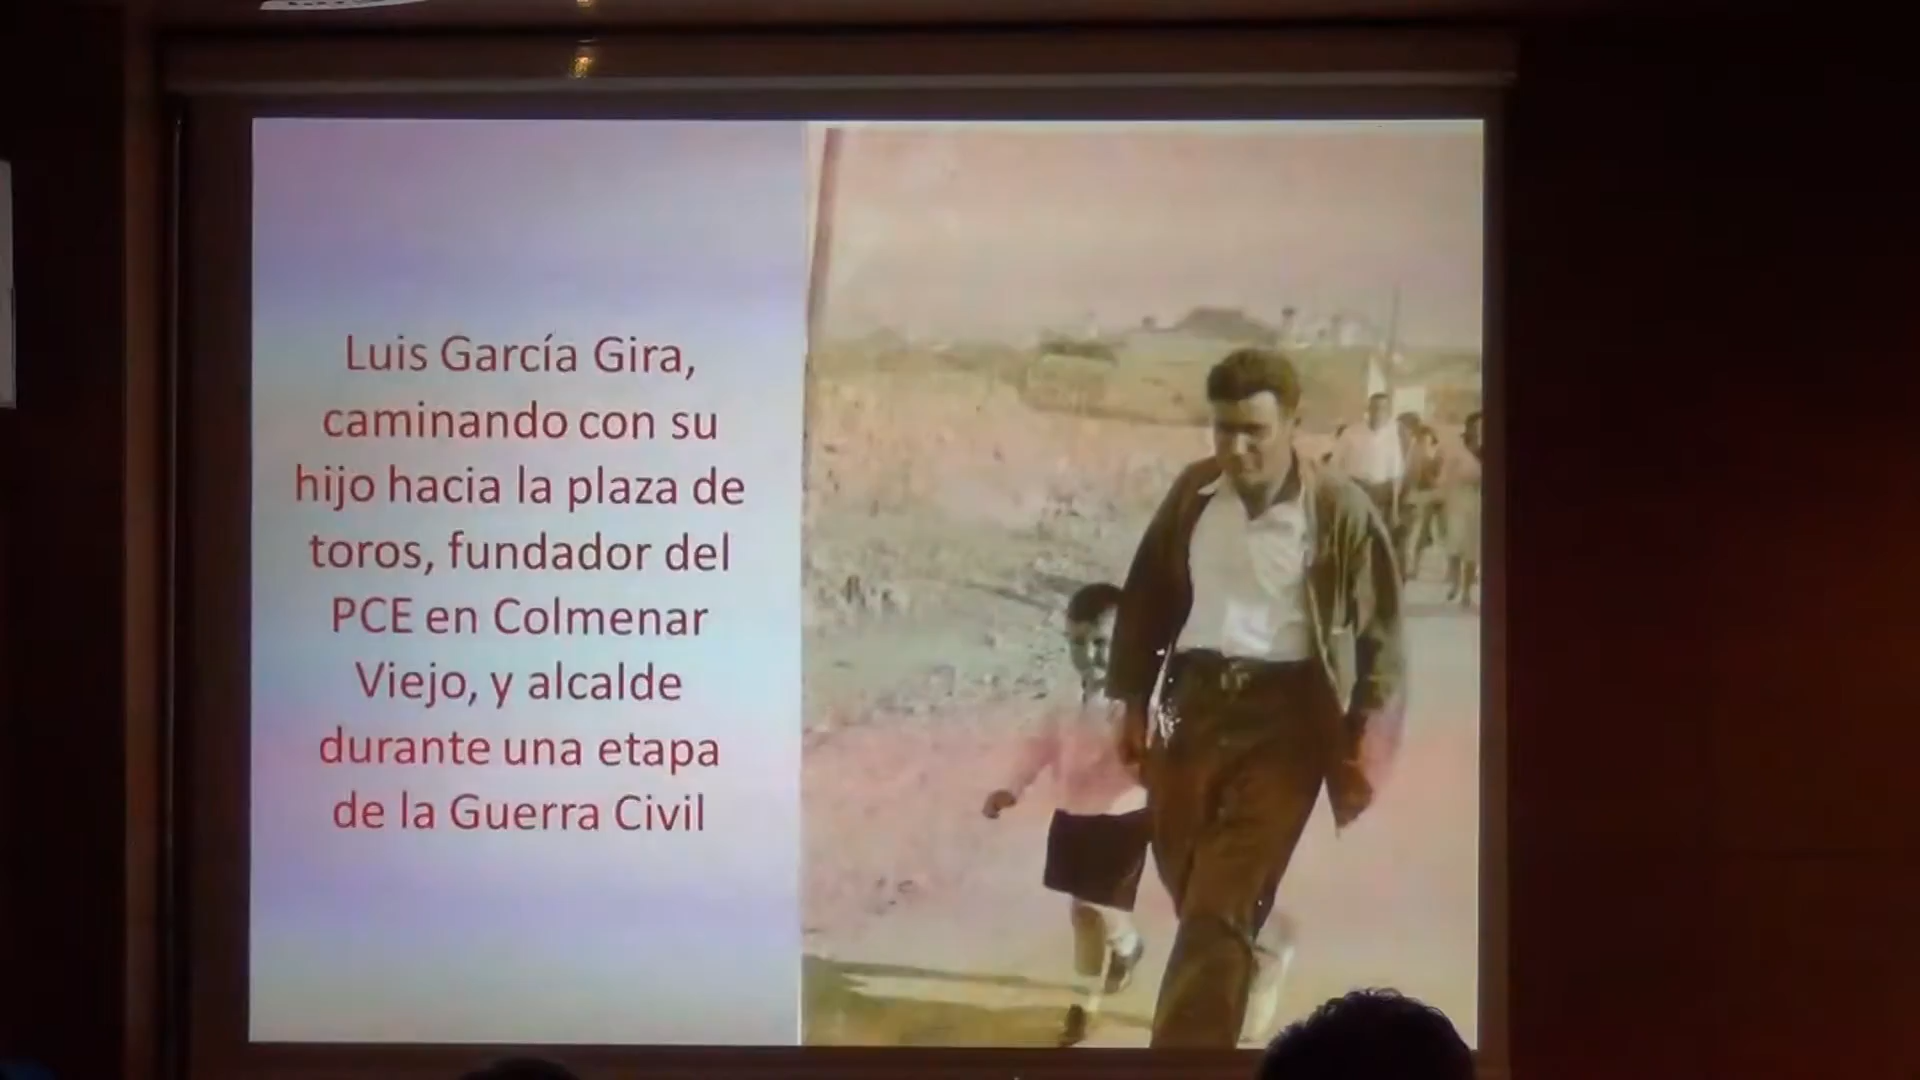 Luis García Gira,
caminando con su
hijo hacia la plaza de
toros, fundador del
PCE en Colmenar
Viejo, y alcalde
durante una etapa
de la Guerra Civil